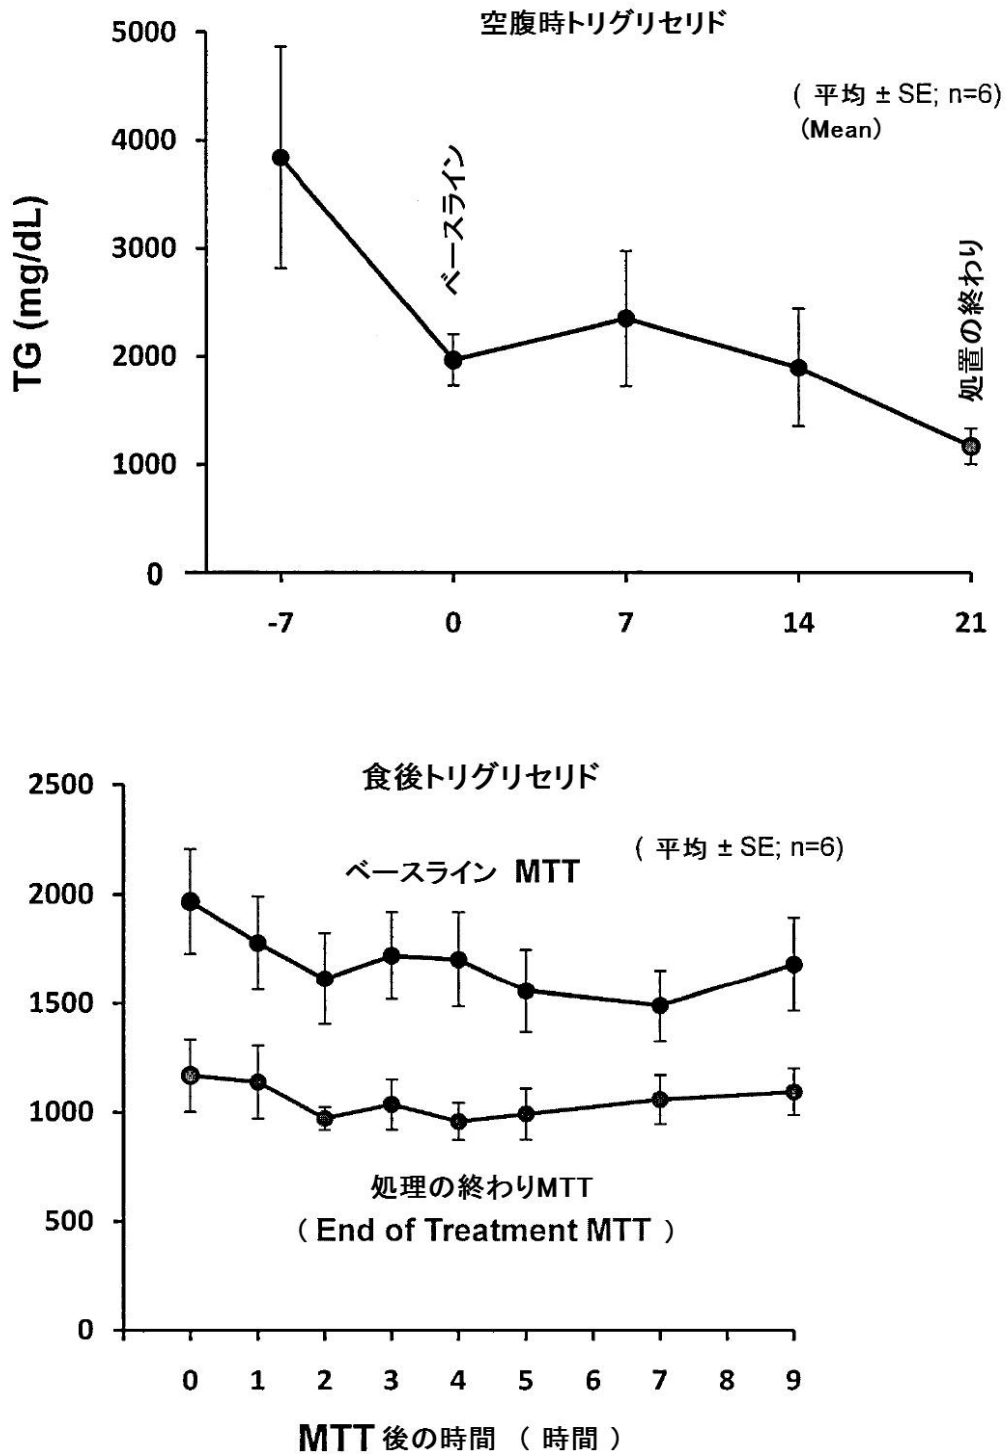 空腹時トリグリセリド
( 平均 ± SE; n=6)
(Mean)
TG (mg/dL)
5000
4000
3000
2000
1000
0
ベースライン
処置の終わり
-7 0 7 14 21
食後トリグリセリド
( 平均 ± SE; n=6)
ベースライン MTT
2500
2000
1500
1000
500
0
処理の終わりMTT
( End of Treatment MTT )
0 1 2 3 4 5 6 7 8 9
MTT 後の時間 ( 時間 )